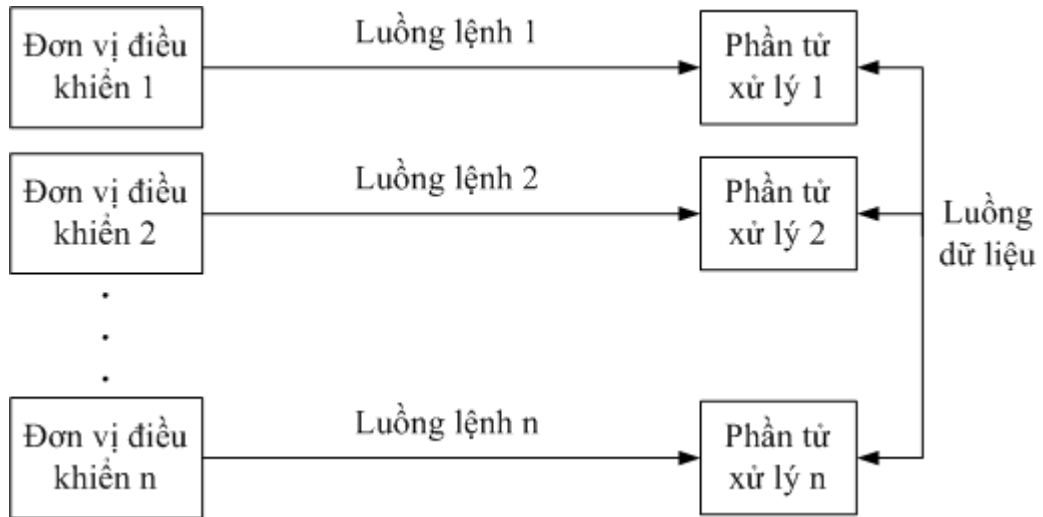 Đơn vị điều
khiển 1
Luồng lệnh 1
Phần tử
xử lý 1
Đơn vị điều
khiển 2
Luồng lệnh 2
Phần tử
xử lý 2
Luồng
dữ liệu
Đơn vị điều
khiển n
Luồng lệnh n
Phần tử
xử lý n